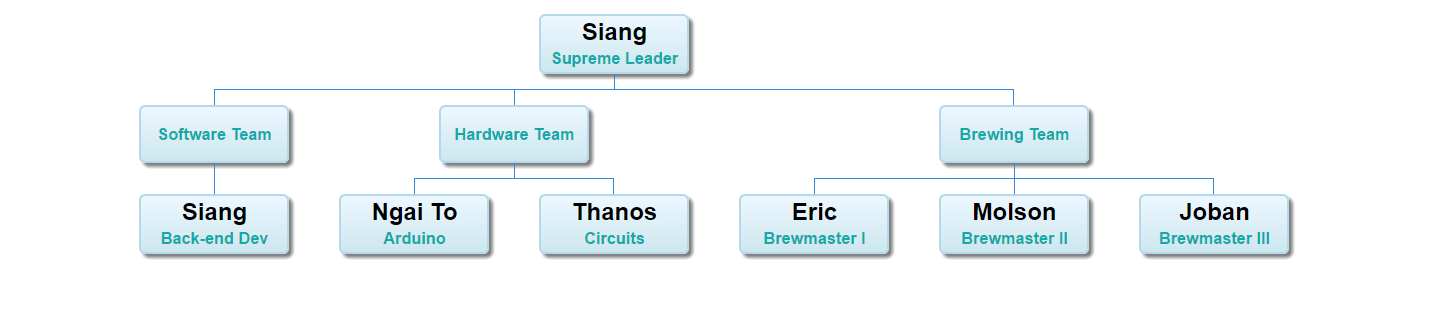 Siang
Supreme Leader
Software Team
Hardware Team
Brewing Team
Siang
Back-end Dev
Ngai To
Arduino
Thanos
Circuits
Eric
Brewmaster I
Molson
Brewmaster II
Joban
Brewmaster III